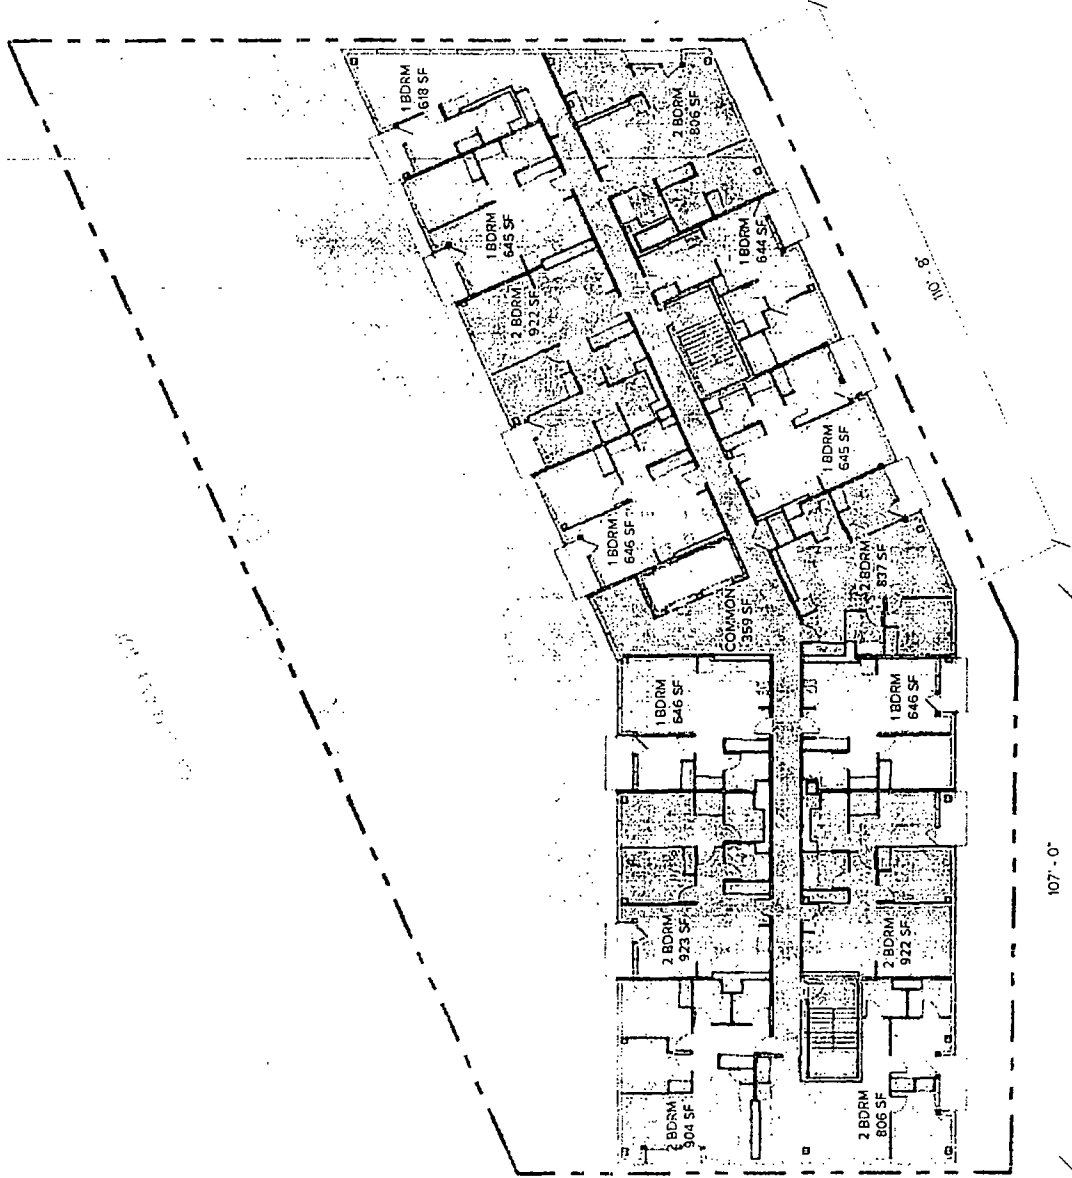 1 BDRM
618 SF
2 BDRM
806 SF
1 BDRM
645 SF
1 BDRM
644 SF
2 BDRM
922 SF
110' - 8"
1 BDRM
645 SF
1 BDRM
646 SF
2 BDRM
837 SF
COMMON
359 SF
1 BDRM
646 SF
1 BDRM
646 SF
2 BDRM
923 SF
2 BDRM
922 SF
107' - 0"
2 BDRM
904 SF
2 BDRM
806 SF